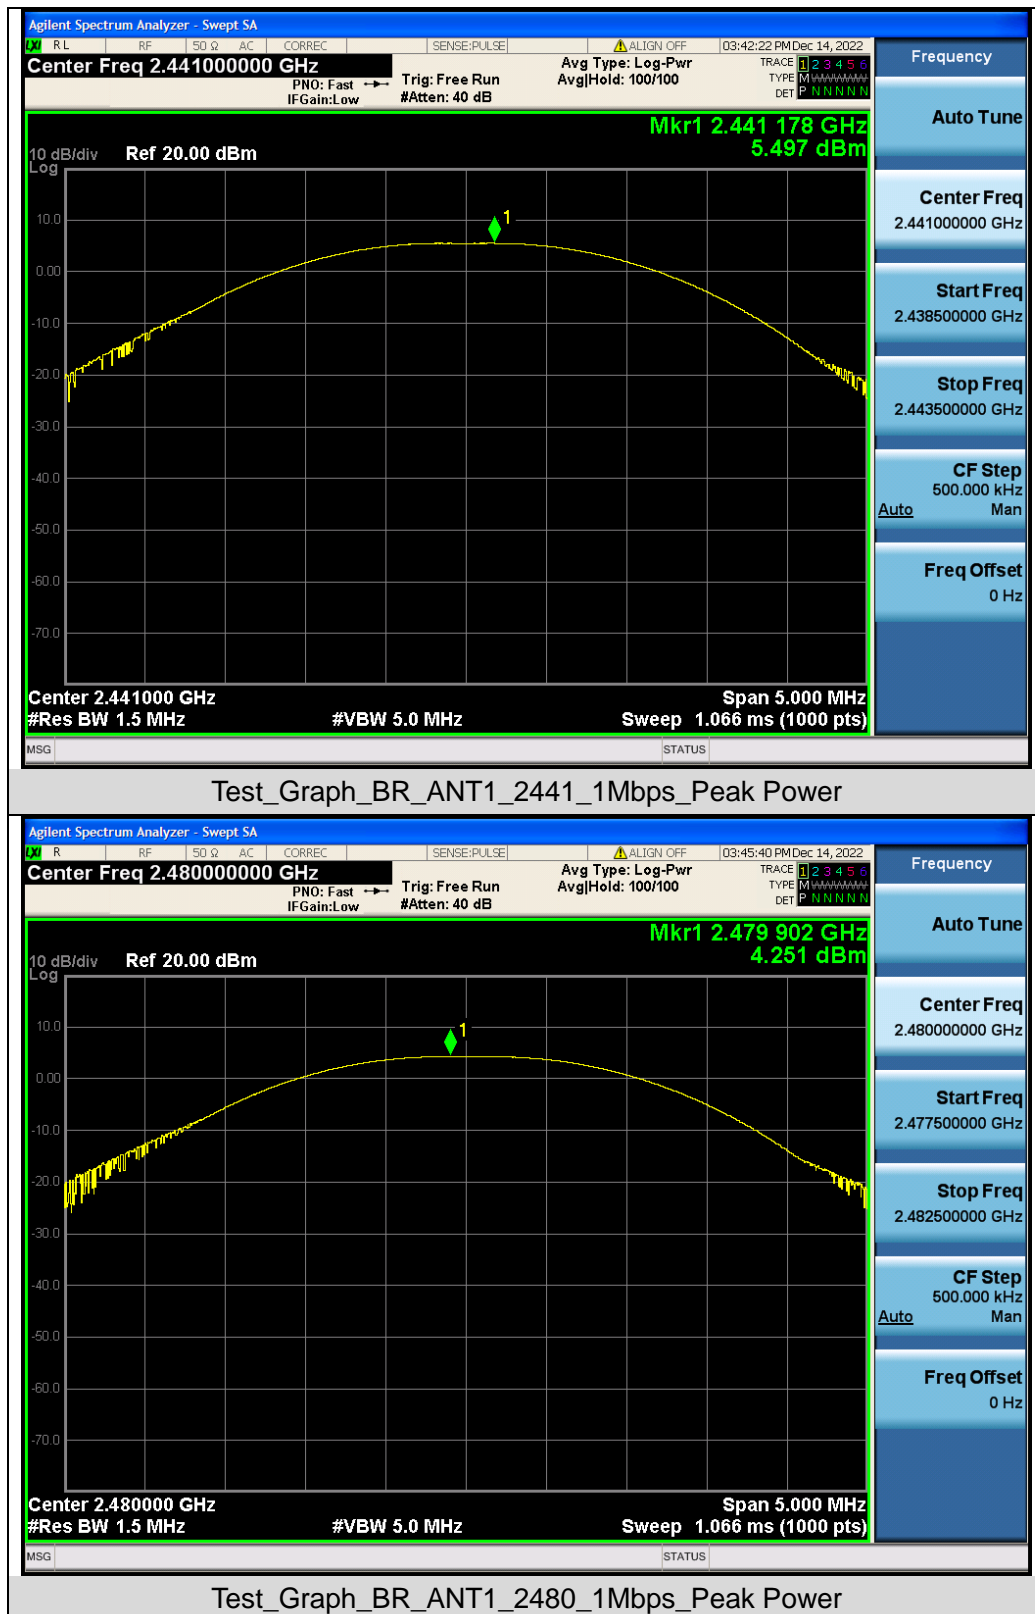 Agilent Spectrum Analyzer - Swept SA
LXI RL RF 50 Ω AC CORREC SENSE:PULSE ALIGN OFF 03:42:22 PM Dec 14, 2022
Center Freq 2.441000000 GHz
PNO: Fast
IFGain:Low
Trig: Free Run
#Atten: 40 dB
Avg Type: Log-Pwr
Avg|Hold: 100/100
TRACE 1 2 3 4 5 6
TYPE M WWWWW
DET P N N N N N
Mkr1 2.441 178 GHz
5.497 dBm
10 dB/div Ref 20.00 dBm
Log
1
10.0
0.00
-10.0
-20.0
-30.0
-40.0
-50.0
-60.0
-70.0
Center 2.441000 GHz Span 5.000 MHz
#Res BW 1.5 MHz #VBW 5.0 MHz Sweep 1.066 ms (1000 pts)
MSG STATUS
Frequency
Auto Tune
Center Freq
2.441000000 GHz
Start Freq
2.438500000 GHz
Stop Freq
2.443500000 GHz
CF Step
500.000 kHz
Auto Man
Freq Offset
0 Hz
Test_Graph_BR_ANT1_2441_1Mbps_Peak Power
Agilent Spectrum Analyzer - Swept SA
LXI R RF 50 Ω AC CORREC SENSE:PULSE ALIGN OFF 03:45:40 PM Dec 14, 2022
Center Freq 2.480000000 GHz
PNO: Fast
IFGain:Low
Trig: Free Run
#Atten: 40 dB
Avg Type: Log-Pwr
Avg|Hold: 100/100
TRACE 1 2 3 4 5 6
TYPE M WWWWW
DET P N N N N N
Mkr1 2.479 902 GHz
4.251 dBm
10 dB/div Ref 20.00 dBm
Log
1
10.0
0.00
-10.0
-20.0
-30.0
-40.0
-50.0
-60.0
-70.0
Center 2.480000 GHz Span 5.000 MHz
#Res BW 1.5 MHz #VBW 5.0 MHz Sweep 1.066 ms (1000 pts)
MSG STATUS
Frequency
Auto Tune
Center Freq
2.480000000 GHz
Start Freq
2.477500000 GHz
Stop Freq
2.482500000 GHz
CF Step
500.000 kHz
Auto Man
Freq Offset
0 Hz
Test_Graph_BR_ANT1_2480_1Mbps_Peak Power